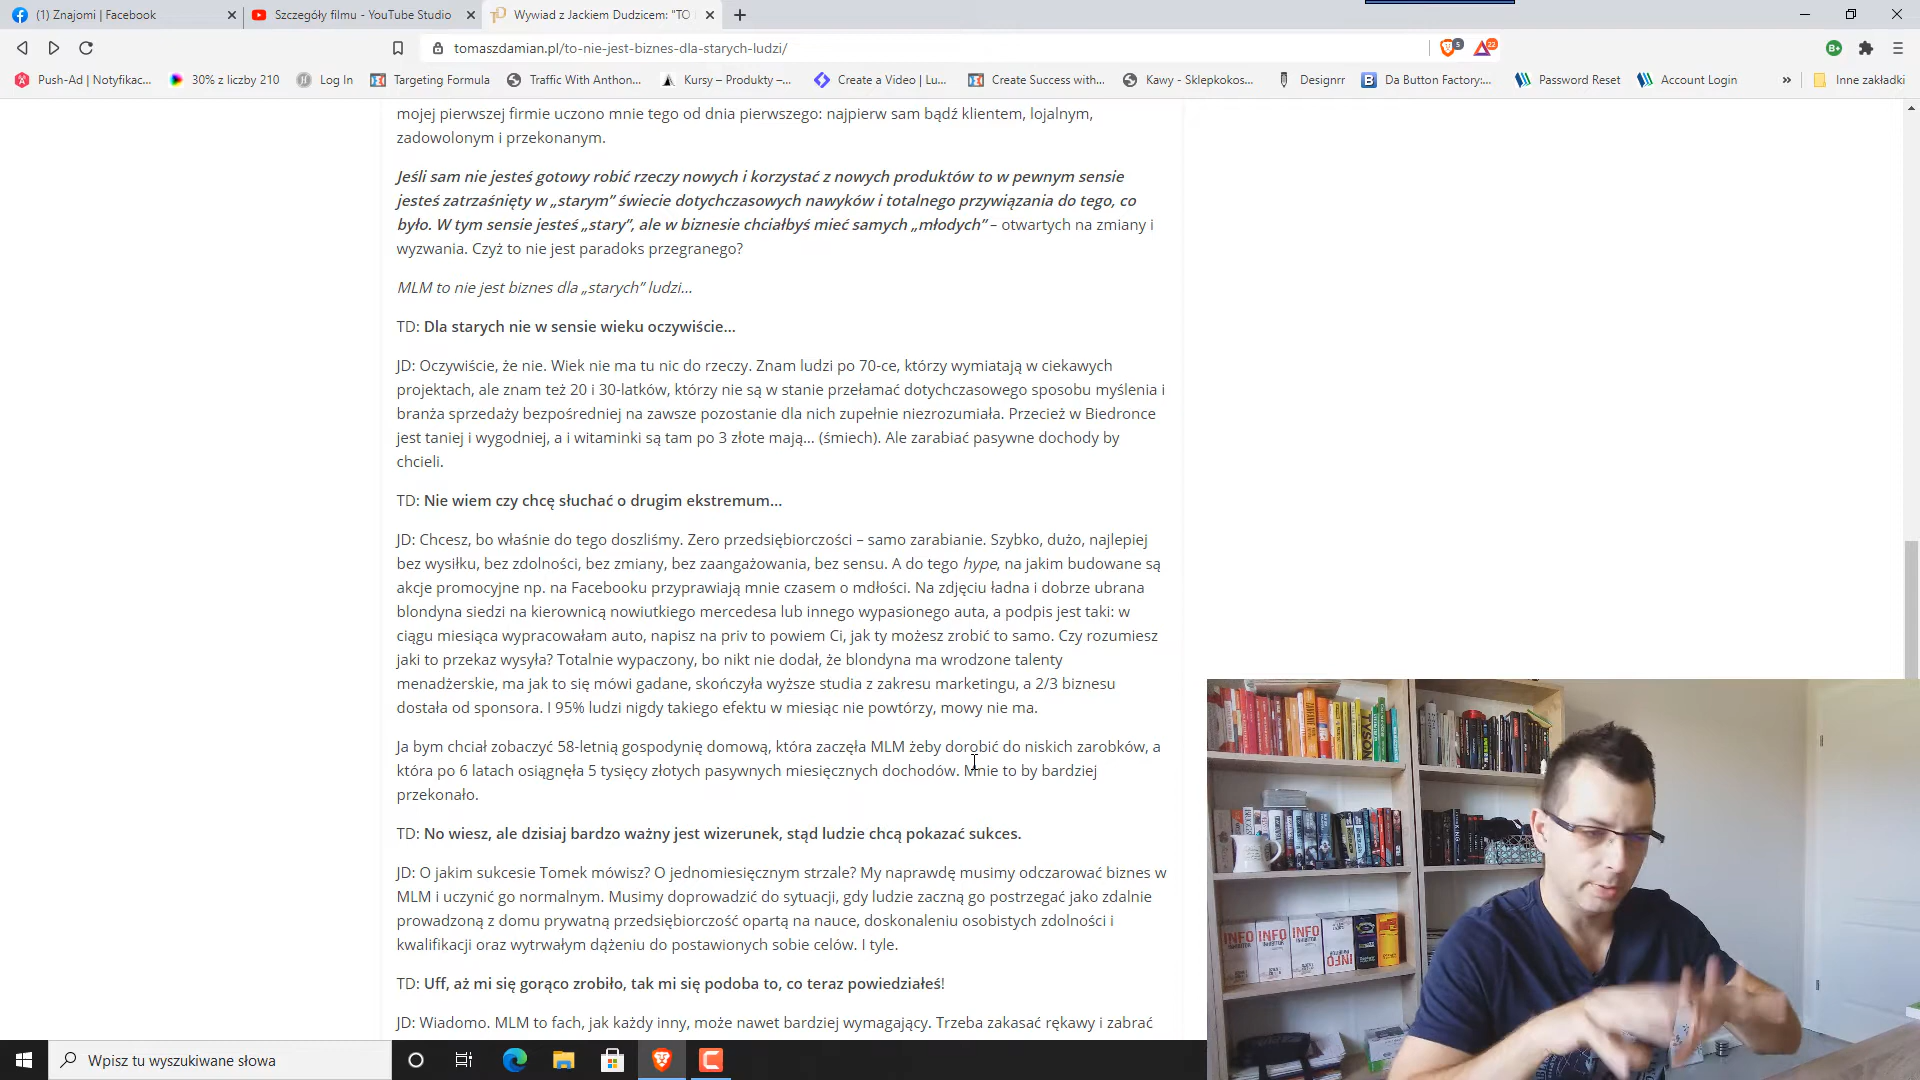 (1) Znajomi | Facebook
Szczegóły filmu - YouTube Studio
Wywiad z Jackiem Dudzicem: "TO
tomaszdamian.pl/to-nie-jest-biznes-dla-starych-ludzi/
5
22
B+
Push-Ad | Notyfikac...
30% z liczby 210
Log In
Targeting Formula
Traffic With Anthon...
Kursy – Produkty –...
Create a Video | Lu...
Create Success with...
Kawy - Sklepkokos...
Designrr
Da Button Factory:...
Password Reset
Account Login
»
Inne zakładki
mojej pierwszej firmie uczono mnie tego od dnia pierwszego: najpierw sam bądź klientem, lojalnym,
zadowolonym i przekonanym.
Jeśli sam nie jesteś gotowy robić rzeczy nowych i korzystać z nowych produktów to w pewnym sensie
jesteś zatrzaśnięty w „starym” świecie dotychczasowych nawyków i totalnego przywiązania do tego, co
było. W tym sensie jesteś „stary”, ale w biznesie chciałbyś mieć samych „młodych” – otwartych na zmiany i
wyzwania. Czyż to nie jest paradoks przegranego?
MLM to nie jest biznes dla „starych” ludzi…
TD: Dla starych nie w sensie wieku oczywiście…
JD: Oczywiście, że nie. Wiek nie ma tu nic do rzeczy. Znam ludzi po 70-ce, którzy wymiatają w ciekawych
projektach, ale znam też 20 i 30-latków, którzy nie są w stanie przełamać dotychczasowego sposobu myślenia i
branża sprzedaży bezpośredniej na zawsze pozostanie dla nich zupełnie niezrozumiała. Przecież w Biedronce
jest taniej i wygodniej, a i witaminki są tam po 3 złote mają… (śmiech). Ale zarabiać pasywne dochody by
chcieli.
TD: Nie wiem czy chcę słuchać o drugim ekstremum…
JD: Chcesz, bo właśnie do tego doszliśmy. Zero przedsiębiorczości – samo zarabianie. Szybko, dużo, najlepiej
bez wysiłku, bez zdolności, bez zmiany, bez zaangażowania, bez sensu. A do tego hype, na jakim budowane są
akcje promocyjne np. na Facebooku przyprawiają mnie czasem o mdłości. Na zdjęciu ładna i dobrze ubrana
blondyna siedzi na kierownicą nowiutkiego mercedesa lub innego wypasionego auta, a podpis jest taki: w
ciągu miesiąca wypracowałam auto, napisz na priv to powiem Ci, jak ty możesz zrobić to samo. Czy rozumiesz
jaki to przekaz wysyła? Totalnie wypaczony, bo nikt nie dodał, że blondyna ma wrodzone talenty
menadżerskie, ma jak to się mówi gadane, skończyła wyższe studia z zakresu marketingu, a 2/3 biznesu
dostała od sponsora. I 95% ludzi nigdy takiego efektu w miesiąc nie powtórzy, mowy nie ma.
Ja bym chciał zobaczyć 58-letnią gospodynię domową, która zaczęła MLM żeby dorobić do niskich zarobków, a
która po 6 latach osiągnęła 5 tysięcy złotych pasywnych miesięcznych dochodów. Mnie to by bardziej
przekonało.
TD: No wiesz, ale dzisiaj bardzo ważny jest wizerunek, stąd ludzie chcą pokazać sukces.
JD: O jakim sukcesie Tomek mówisz? O jednomiesięcznym strzale? My naprawdę musimy odczarować biznes w
MLM i uczynić go normalnym. Musimy doprowadzić do sytuacji, gdy ludzie zaczną go postrzegać jako zdalnie
prowadzoną z domu prywatną przedsiębiorczość opartą na nauce, doskonaleniu osobistych zdolności i
kwalifikacji oraz wytrwałym dążeniu do postawionych sobie celów. I tyle.
TD: Uff, aż mi się gorąco zrobiło, tak mi się podoba to, co teraz powiedziałeś!
JD: Wiadomo. MLM to fach, jak każdy inny, może nawet bardziej wymagający. Trzeba zakasać rękawy i zabrać
TYSON
INFO
INFO
INFO
INFO
Wpisz tu wyszukiwane słowa